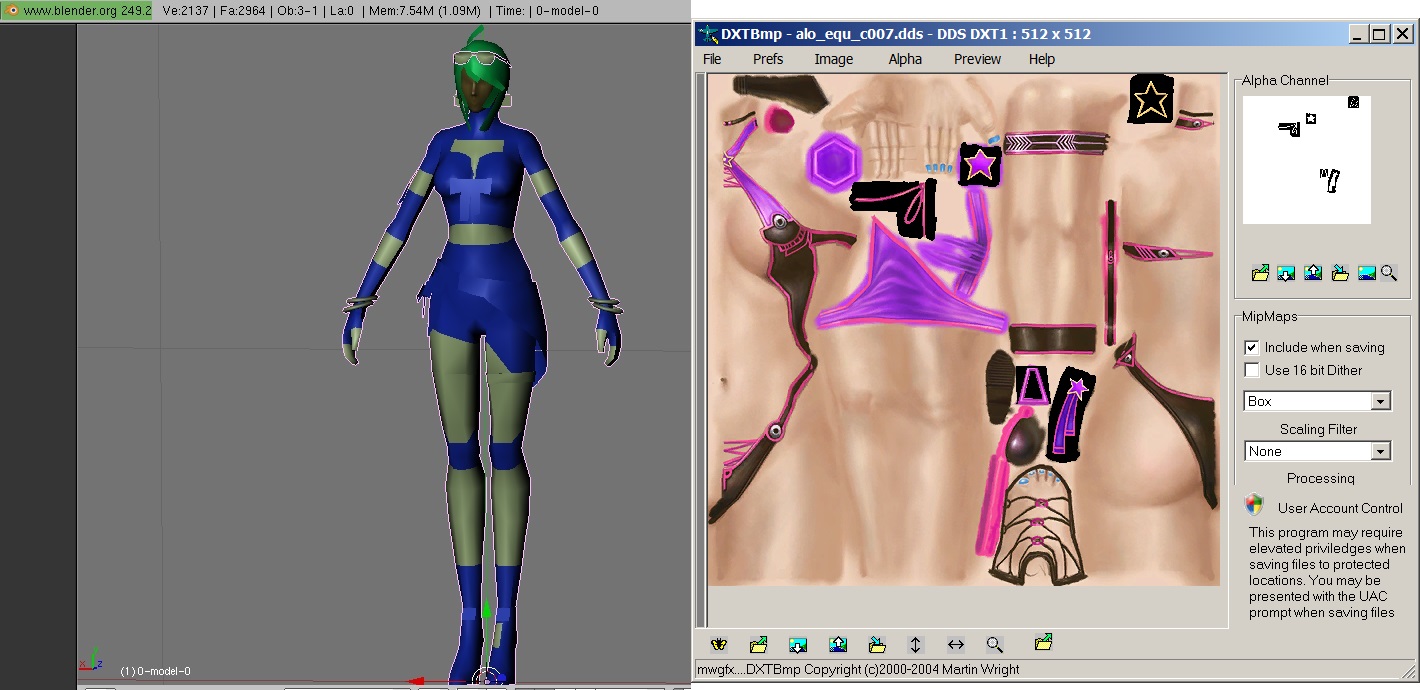 www.blender.org 249.2 Ve:2137 | Fa:2964 | Ob:3-1 | La:0 | Mem:7.54M (1.09M) | Time: | 0-model-0
(1) 0-model-0
x z
DXTBmp - alo_equ_c007.dds - DDS DXT1 : 512 x 512
File Prefs Image Alpha Preview Help
Alpha Channel
MipMaps
Include when saving
Use 16 bit Dither
Box
Scaling Filter
None
Processing
User Account Control
This program may require
elevated priviledges when
saving files to protected
locations. You may be
presented with the UAC
prompt when saving files
mwgfx....DXTBmp Copyright (c)2000-2004 Martin Wright